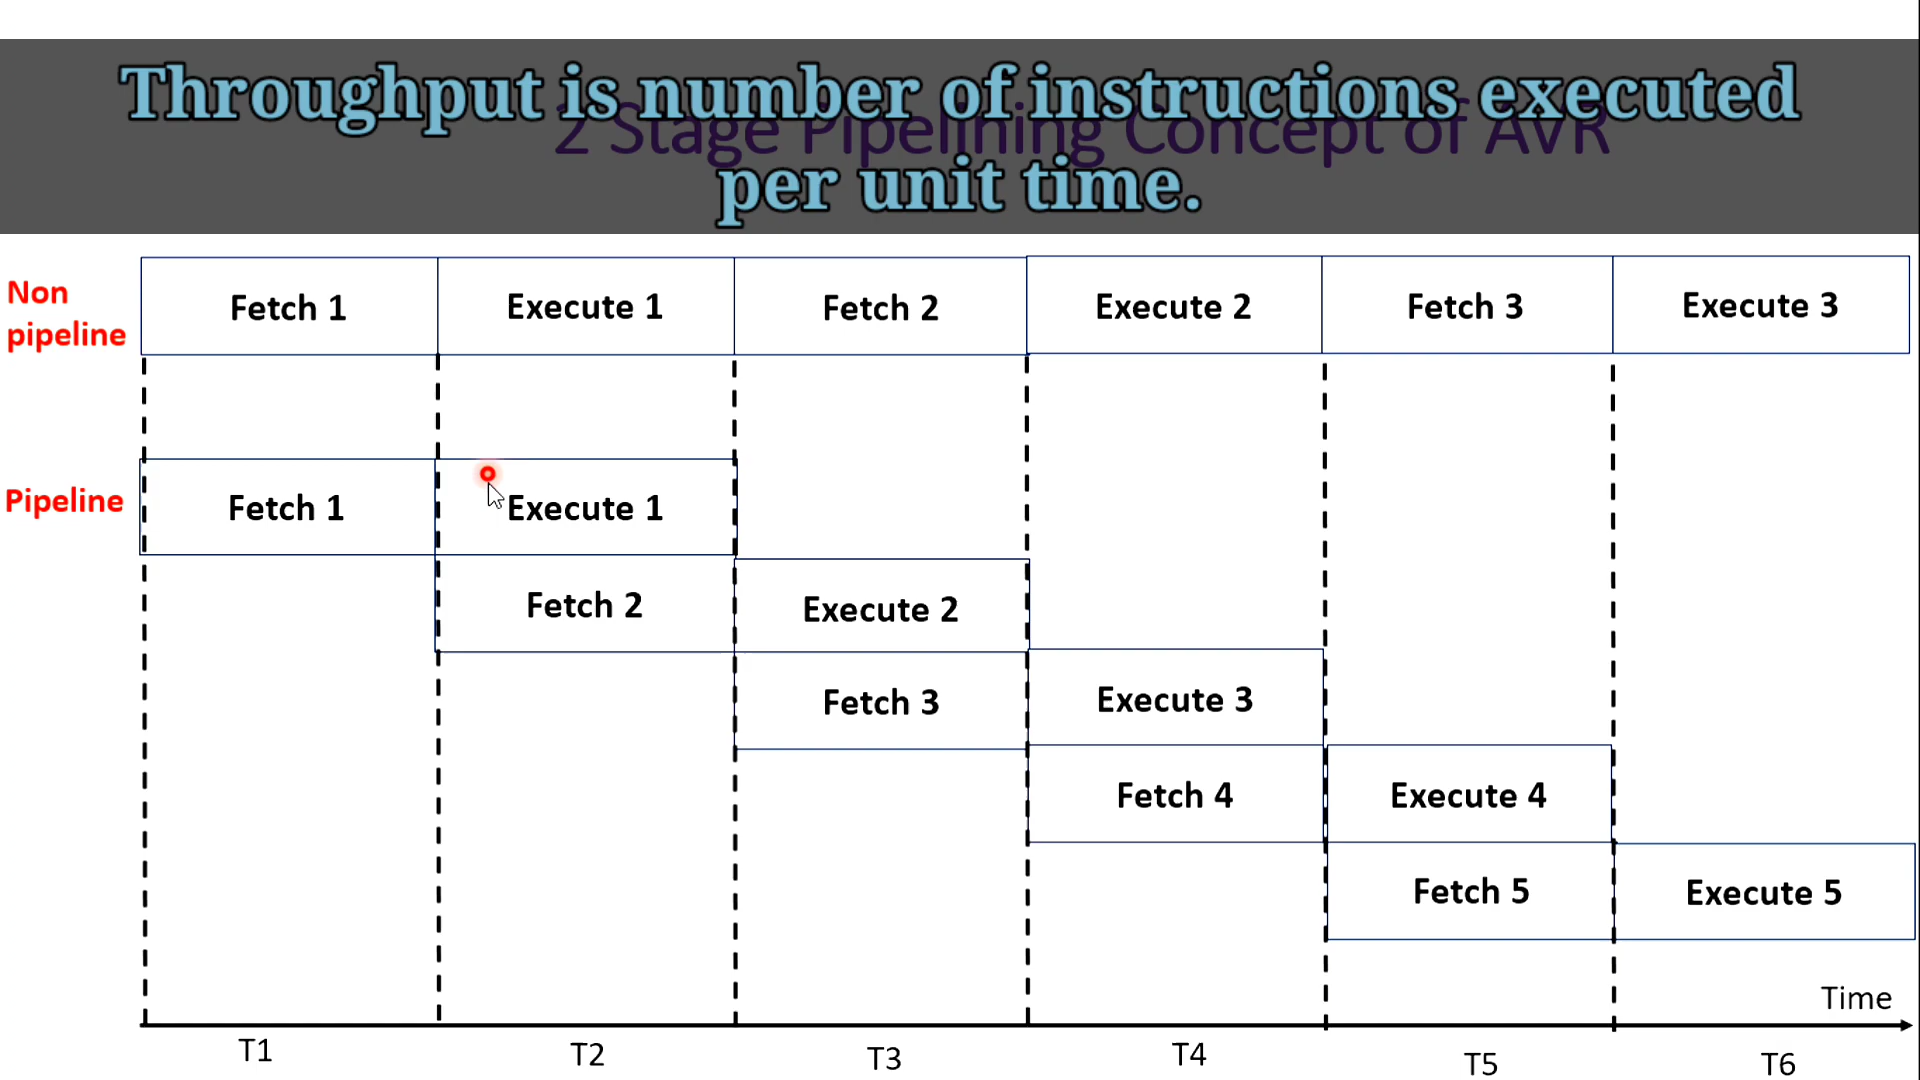 Throughput is number of instructions executed
per unit time.
2 Stage Pipelining Concept of AVR
Non
pipeline
Fetch 1
Execute 1
Fetch 2
Execute 2
Fetch 3
Execute 3
Pipeline
Fetch 1
Execute 1
Fetch 2
Execute 2
Fetch 3
Execute 3
Fetch 4
Execute 4
Fetch 5
Execute 5
Time
T1
T2
T3
T4
T5
T6